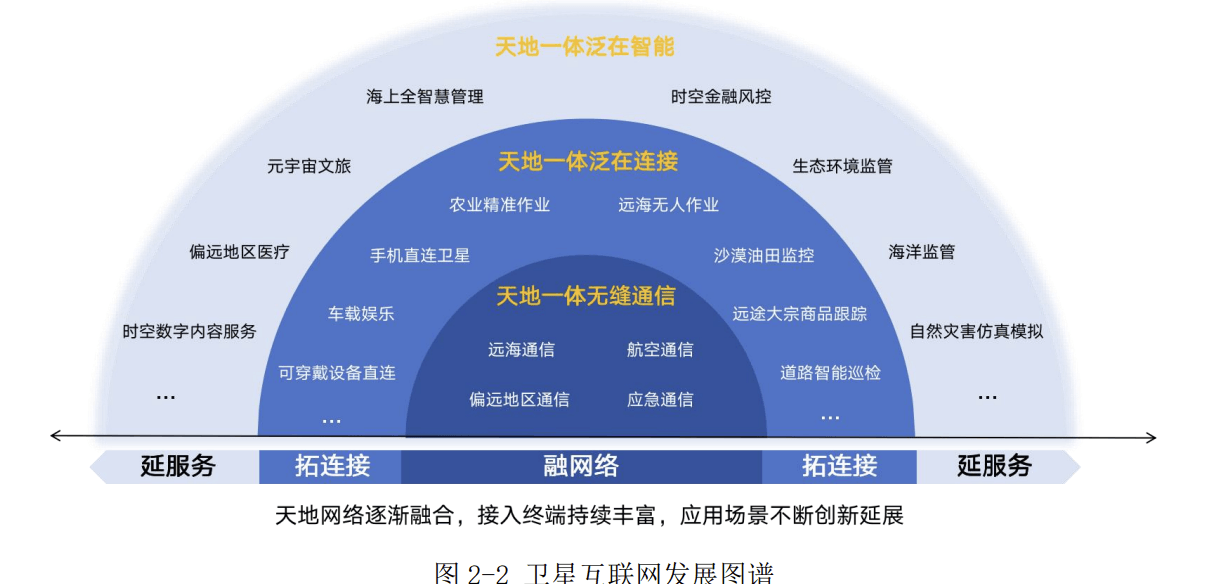 天地一体泛在智能
海上全智慧管理 时空金融风控
元宇宙文旅 生态环境监管
偏远地区医疗 海洋监管
时空数字内容服务 自然灾害仿真模拟
... ...
天地一体泛在连接
农业精准作业 远海无人作业
手机直连卫星 沙漠油田监控
车载娱乐 远途大宗商品跟踪
可穿戴设备直连 道路智能巡检
... ...
天地一体无缝通信
远海通信 航空通信
偏远地区通信 应急通信
延服务 拓连接 融网络 拓连接 延服务
天地网络逐渐融合，接入终端持续丰富，应用场景不断创新延展
图 2-2 卫星互联网发展图谱